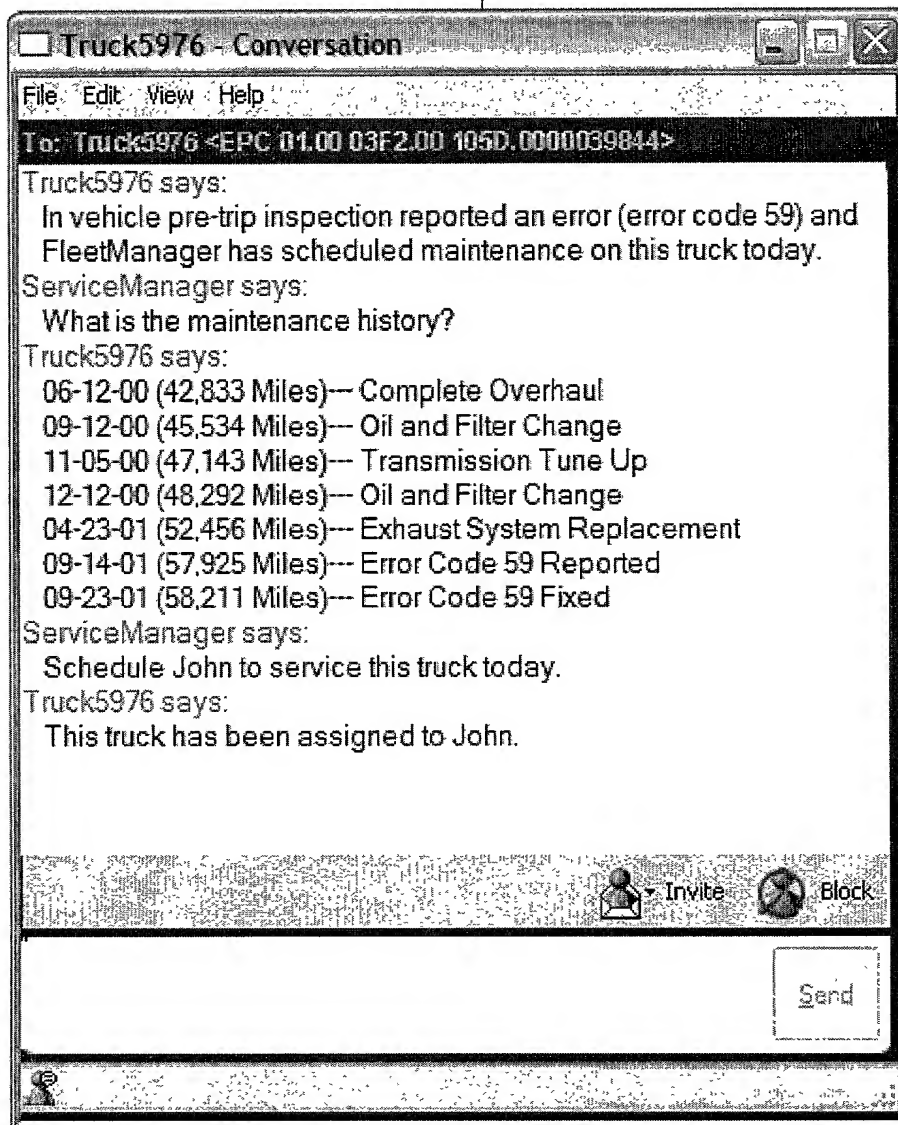 Truck5976 - Conversation
File Edit View Help
To: Truck5976 <EPC 01.00 03F2.00 105D.0000039844>
Truck5976 says:
In vehicle pre-trip inspection reported an error (error code 59) and
FleetManager has scheduled maintenance on this truck today.
ServiceManager says:
What is the maintenance history?
Truck5976 says:
06-12-00 (42,833 Miles)--- Complete Overhaul
09-12-00 (45,534 Miles)--- Oil and Filter Change
11-05-00 (47,143 Miles)--- Transmission Tune Up
12-12-00 (48,292 Miles)--- Oil and Filter Change
04-23-01 (52,456 Miles)--- Exhaust System Replacement
09-14-01 (57,925 Miles)--- Error Code 59 Reported
09-23-01 (58,211 Miles)--- Error Code 59 Fixed
ServiceManager says:
Schedule John to service this truck today.
Truck5976 says:
This truck has been assigned to John.
Invite Block
Send